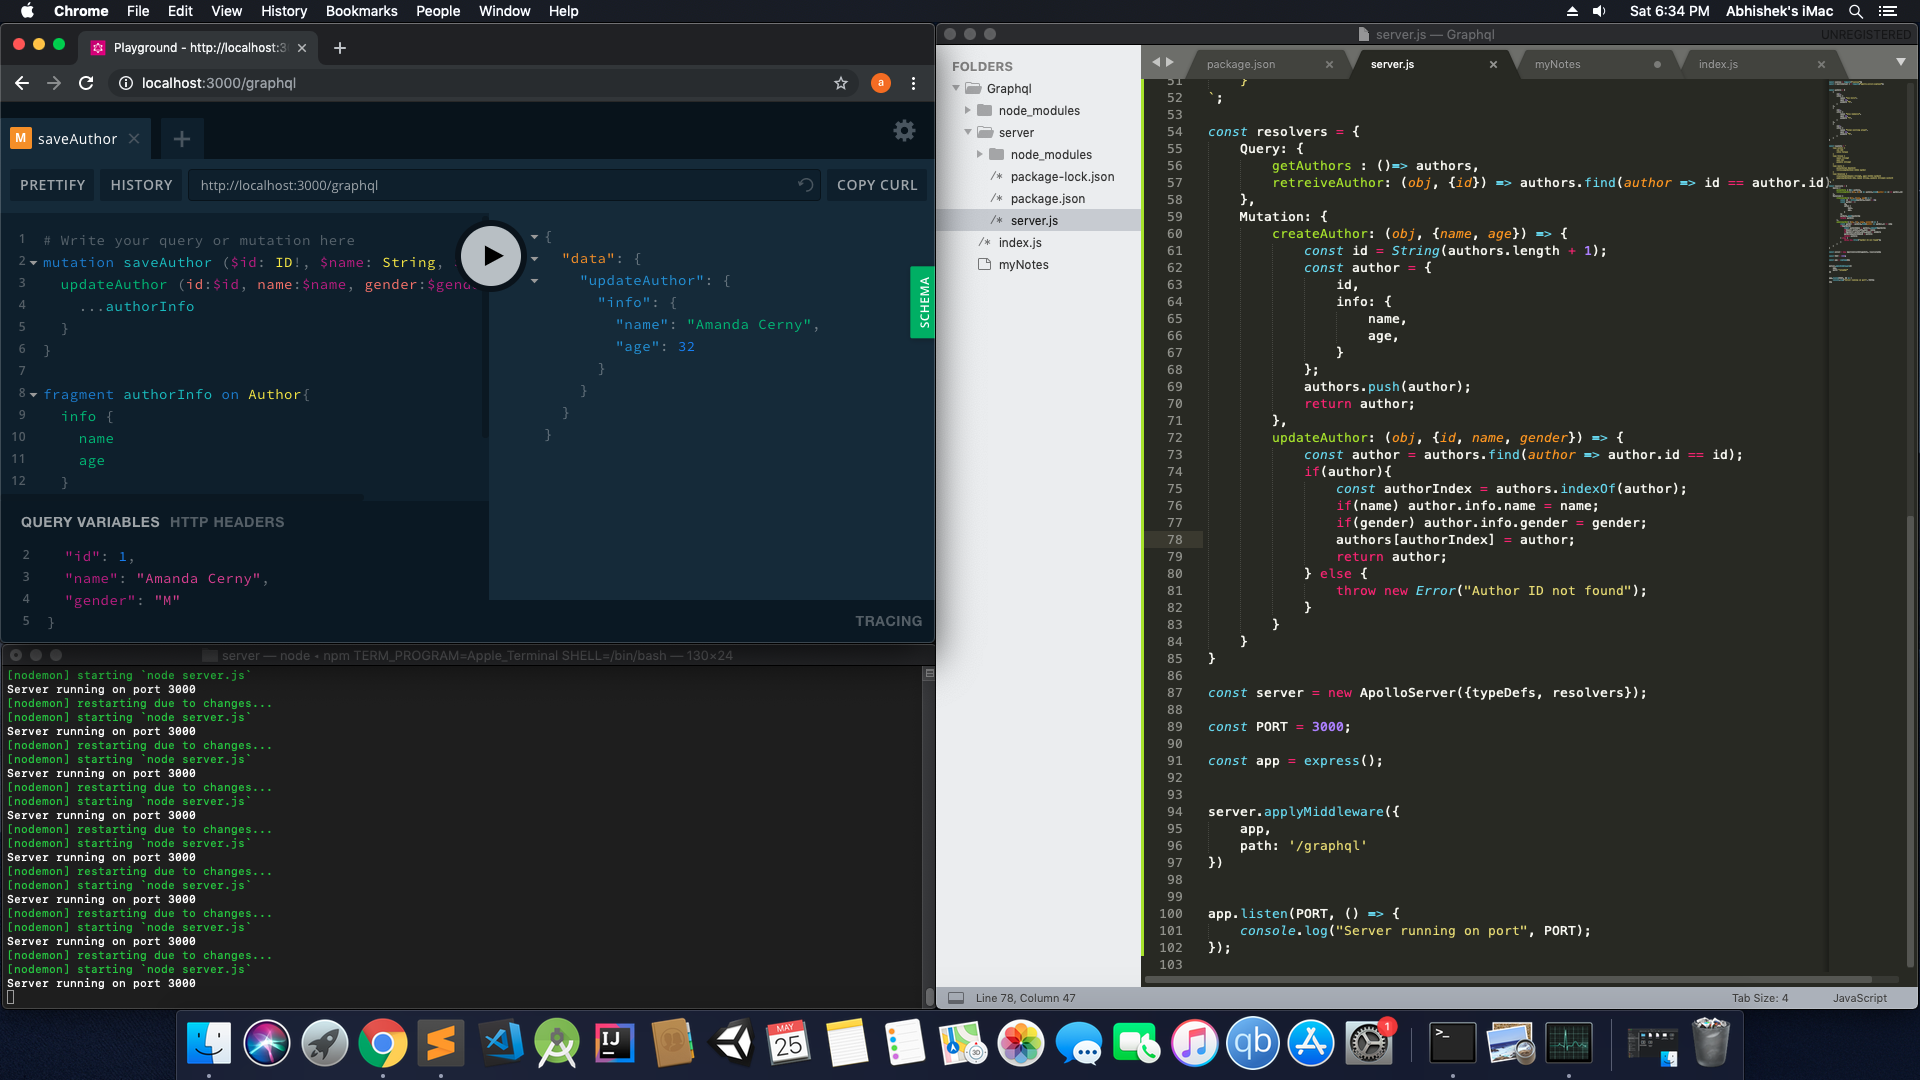 Chrome File Edit View History Bookmarks People Window Help
Sat 6:34 PM Abhishek's iMac
Playground - http://localhost:3
localhost:3000/graphql
a
M saveAuthor
PRETTIFY HISTORY http://localhost:3000/graphql COPY CURL
1 # Write your query or mutation here
2 mutation saveAuthor ($id: ID!, $name: String,
3 updateAuthor (id:$id, name:$name, gender:$gende
4 ...authorInfo
5 }
6 }
7
8 fragment authorInfo on Author{
9 info {
10 name
11 age
12 }
{
"data": {
"updateAuthor": {
"info": {
"name": "Amanda Cerny",
"age": 32
}
}
}
}
SCHEMA
QUERY VARIABLES HTTP HEADERS
2 "id": 1,
3 "name": "Amanda Cerny",
4 "gender": "M"
5 }
TRACING
server — node • npm TERM_PROGRAM=Apple_Terminal SHELL=/bin/bash — 130×24
[nodemon] starting `node server.js`
Server running on port 3000
[nodemon] restarting due to changes...
[nodemon] starting `node server.js`
Server running on port 3000
[nodemon] restarting due to changes...
[nodemon] starting `node server.js`
Server running on port 3000
[nodemon] restarting due to changes...
[nodemon] starting `node server.js`
Server running on port 3000
[nodemon] restarting due to changes...
[nodemon] starting `node server.js`
Server running on port 3000
[nodemon] restarting due to changes...
[nodemon] starting `node server.js`
Server running on port 3000
[nodemon] restarting due to changes...
[nodemon] starting `node server.js`
Server running on port 3000
[nodemon] restarting due to changes...
[nodemon] starting `node server.js`
Server running on port 3000
server.js — Graphql
UNREGISTERED
FOLDERS
Graphql
node_modules
server
node_modules
/* package-lock.json
/* package.json
/* server.js
/* index.js
myNotes
package.json server.js myNotes index.js
51 }
52 `;
53
54 const resolvers = {
55 Query: {
56 getAuthors : ()=> authors,
57 retreiveAuthor: (obj, {id}) => authors.find(author => id == author.id)
58 },
59 Mutation: {
60 createAuthor: (obj, {name, age}) => {
61 const id = String(authors.length + 1);
62 const author = {
63 id,
64 info: {
65 name,
66 age,
67 }
68 };
69 authors.push(author);
70 return author;
71 },
72 updateAuthor: (obj, {id, name, gender}) => {
73 const author = authors.find(author => author.id == id);
74 if(author){
75 const authorIndex = authors.indexOf(author);
76 if(name) author.info.name = name;
77 if(gender) author.info.gender = gender;
78 authors[authorIndex] = author;
79 return author;
80 } else {
81 throw new Error("Author ID not found");
82 }
83 }
84 }
85 }
86
87 const server = new ApolloServer({typeDefs, resolvers});
88
89 const PORT = 3000;
90
91 const app = express();
92
93
94 server.applyMiddleware({
95 app,
96 path: '/graphql'
97 })
98
99
100 app.listen(PORT, () => {
101 console.log("Server running on port", PORT);
102 });
103
Line 78, Column 47
Tab Size: 4 JavaScript
IJ
MAY
25
qb
1